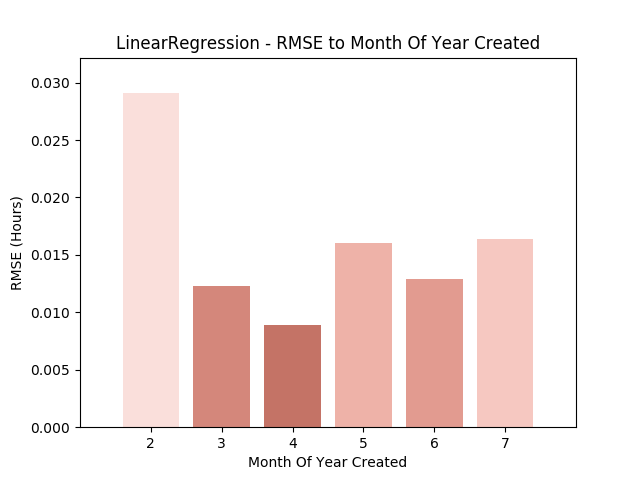 LinearRegression - RMSE to Month Of Year Created
0.030
0.025
0.020
0.015
0.010
0.005
0.000
RMSE (Hours)
2 3 4 5 6 7
Month Of Year Created